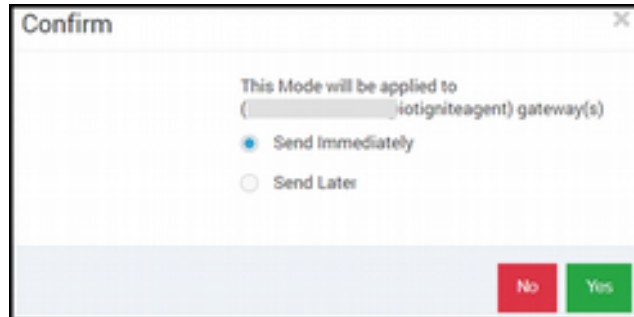 Confirm
This Mode will be applied to
( iotigniteagent) gateway(s)
Send Immediately
Send Later
No
Yes